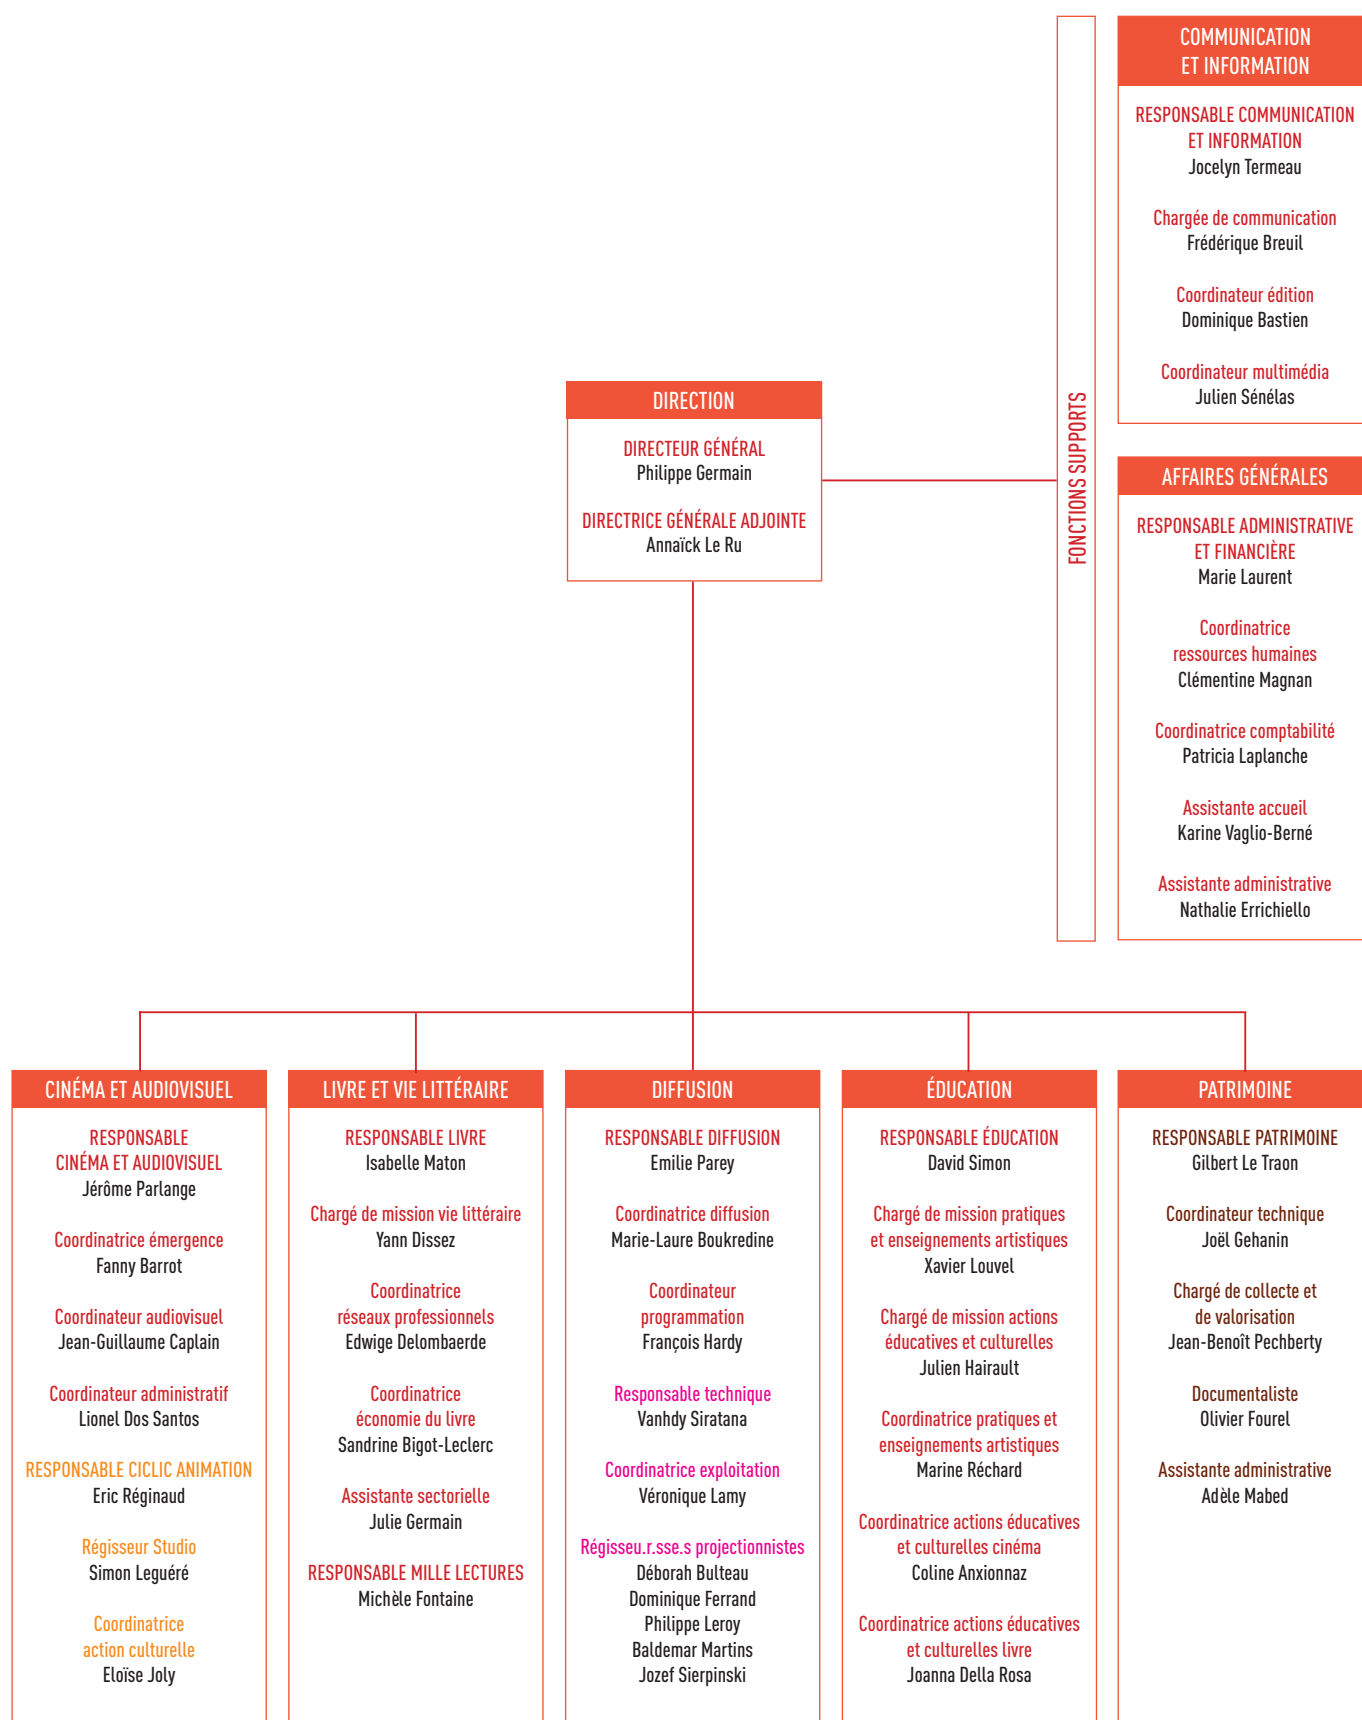 COMMUNICATION
ET INFORMATION
RESPONSABLE COMMUNICATION
ET INFORMATION
Jocelyn Termeau
Chargée de communication
Frédérique Breuil
Coordinateur édition
Dominique Bastien
Coordinateur multimédia
Julien Sénélas
DIRECTION
DIRECTEUR GÉNÉRAL
Philippe Germain
DIRECTRICE GÉNÉRALE ADJOINTE
Annaïck Le Ru
FONCTIONS SUPPORTS
AFFAIRES GÉNÉRALES
RESPONSABLE ADMINISTRATIVE
ET FINANCIÈRE
Marie Laurent
Coordinatrice
ressources humaines
Clémentine Magnan
Coordinatrice comptabilité
Patricia Laplanche
Assistante accueil
Karine Vaglio-Berné
Assistante administrative
Nathalie Errichiello
CINÉMA ET AUDIOVISUEL
RESPONSABLE
CINÉMA ET AUDIOVISUEL
Jérôme Parlange
Coordinatrice émergence
Fanny Barrot
Coordinateur audiovisuel
Jean-Guillaume Caplain
Coordinateur administratif
Lionel Dos Santos
RESPONSABLE CICLIC ANIMATION
Eric Réginaud
Régisseur Studio
Simon Leguéré
Coordinatrice
action culturelle
Eloïse Joly
LIVRE ET VIE LITTÉRAIRE
RESPONSABLE LIVRE
Isabelle Maton
Chargé de mission vie littéraire
Yann Dissez
Coordinatrice
réseaux professionnels
Edwige Delombaerde
Coordinatrice
économie du livre
Sandrine Bigot-Leclerc
Assistante sectorielle
Julie Germain
RESPONSABLE MILLE LECTURES
Michèle Fontaine
DIFFUSION
RESPONSABLE DIFFUSION
Emilie Parey
Coordinatrice diffusion
Marie-Laure Boukredine
Coordinateur
programmation
François Hardy
Responsable technique
Vanhdy Siratana
Coordinatrice exploitation
Véronique Lamy
Régisseu.r.sse.s projectionnistes
Déborah Bulteau
Dominique Ferrand
Philippe Leroy
Baldemar Martins
Jozef Sierpinski
ÉDUCATION
RESPONSABLE ÉDUCATION
David Simon
Chargé de mission pratiques
et enseignements artistiques
Xavier Louvel
Chargé de mission actions
éducatives et culturelles
Julien Hairault
Coordinatrice pratiques et
enseignements artistiques
Marine Réchard
Coordinatrice actions éducatives
et culturelles cinéma
Coline Anxionnaz
Coordinatrice actions éducatives
et culturelles livre
Joanna Della Rosa
PATRIMOINE
RESPONSABLE PATRIMOINE
Gilbert Le Traon
Coordinateur technique
Joël Gehanin
Chargé de collecte et
de valorisation
Jean-Benoît Pechberty
Documentaliste
Olivier Fourel
Assistante administrative
Adèle Mabed